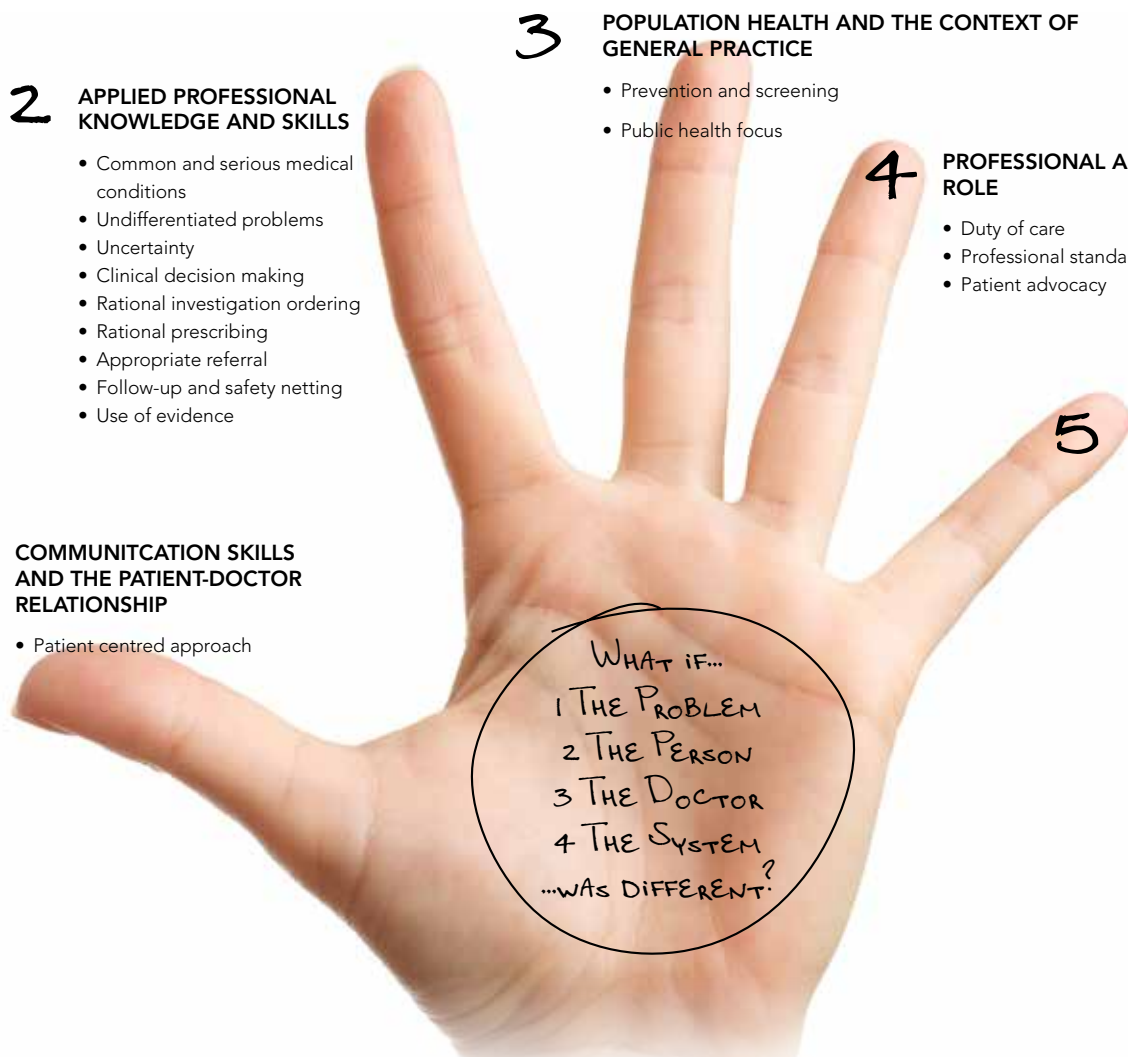 2
APPLIED PROFESSIONAL
KNOWLEDGE AND SKILLS
• Common and serious medical
conditions
• Undifferentiated problems
• Uncertainty
• Clinical decision making
• Rational investigation ordering
• Rational prescribing
• Appropriate referral
• Follow-up and safety netting
• Use of evidence
3
POPULATION HEALTH AND THE CONTEXT OF
GENERAL PRACTICE
• Prevention and screening
• Public health focus
4
PROFESSIONAL A
ROLE
• Duty of care
• Professional standa
• Patient advocacy
5
COMMUNITCATION SKILLS
AND THE PATIENT-DOCTOR
RELATIONSHIP
• Patient centred approach
WHAT iF...
1 THE PROBLEM
2 THE PERSON
3 THE DOCTOR
4 THE SYSTEM
...WAS DiFFERENT?